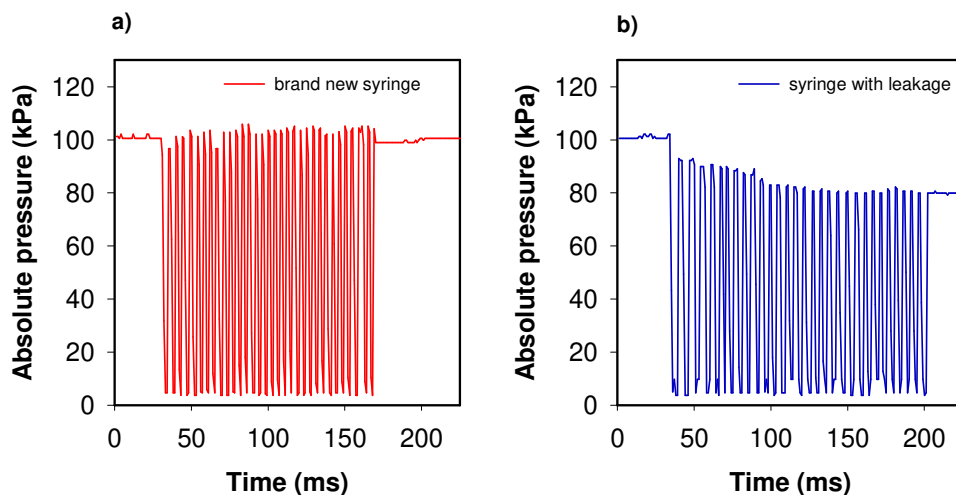 a)
brand new syringe
120
100
80
60
40
20
0
Absolute pressure (kPa)
0 50 100 150 200
Time (ms)
b)
syringe with leakage
120
100
80
60
40
20
0
Absolute pressure (kPa)
0 50 100 150 200
Time (ms)